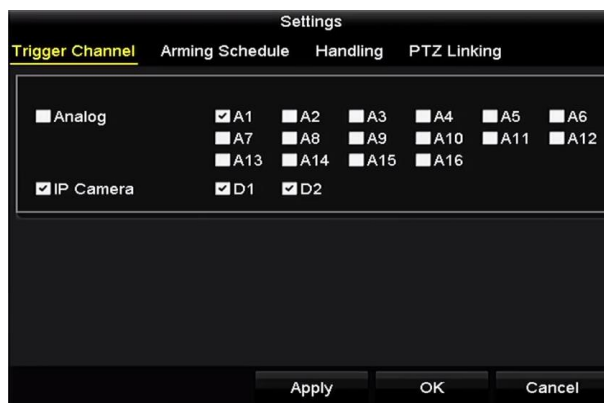 Settings
Trigger Channel Arming Schedule Handling PTZ Linking
Analog A1 A2 A3 A4 A5 A6
A7 A8 A9 A10 A11 A12
A13 A14 A15 A16
IP Camera D1 D2
Apply OK Cancel